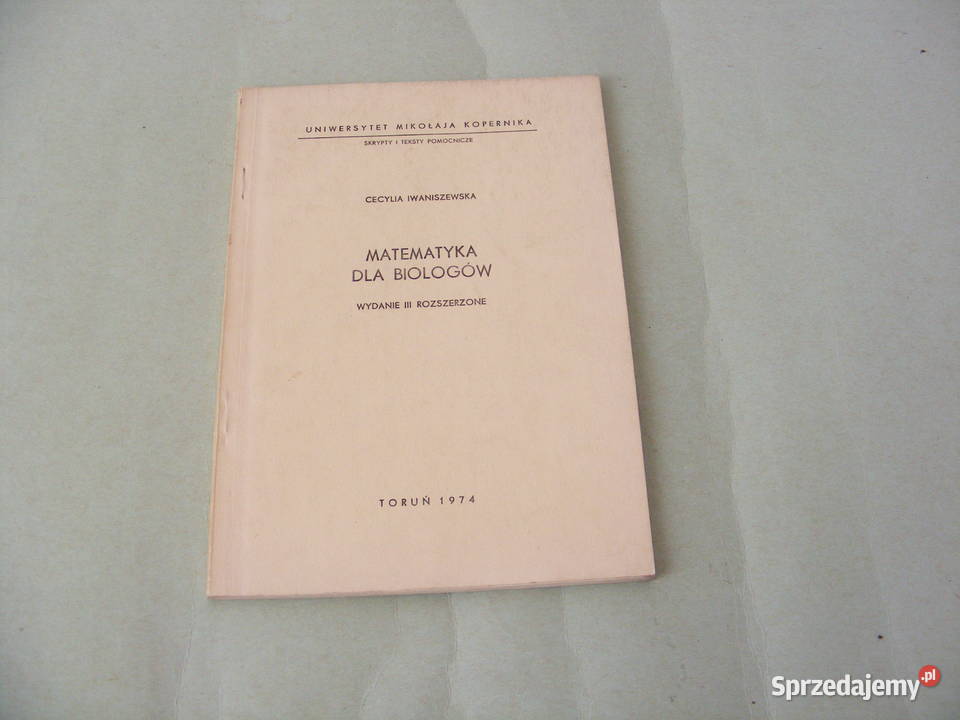 UNIWERSYTET MIKOŁAJA KOPERNIKA
SKRYPTY I TEKSTY POMOCNICZE
CECYLIA IWANISZEWSKA
MATEMATYKA
DLA BIOLOGÓW
WYDANIE III ROZSZERZONE
TORUŃ 1974
Sprzedajemy.pl